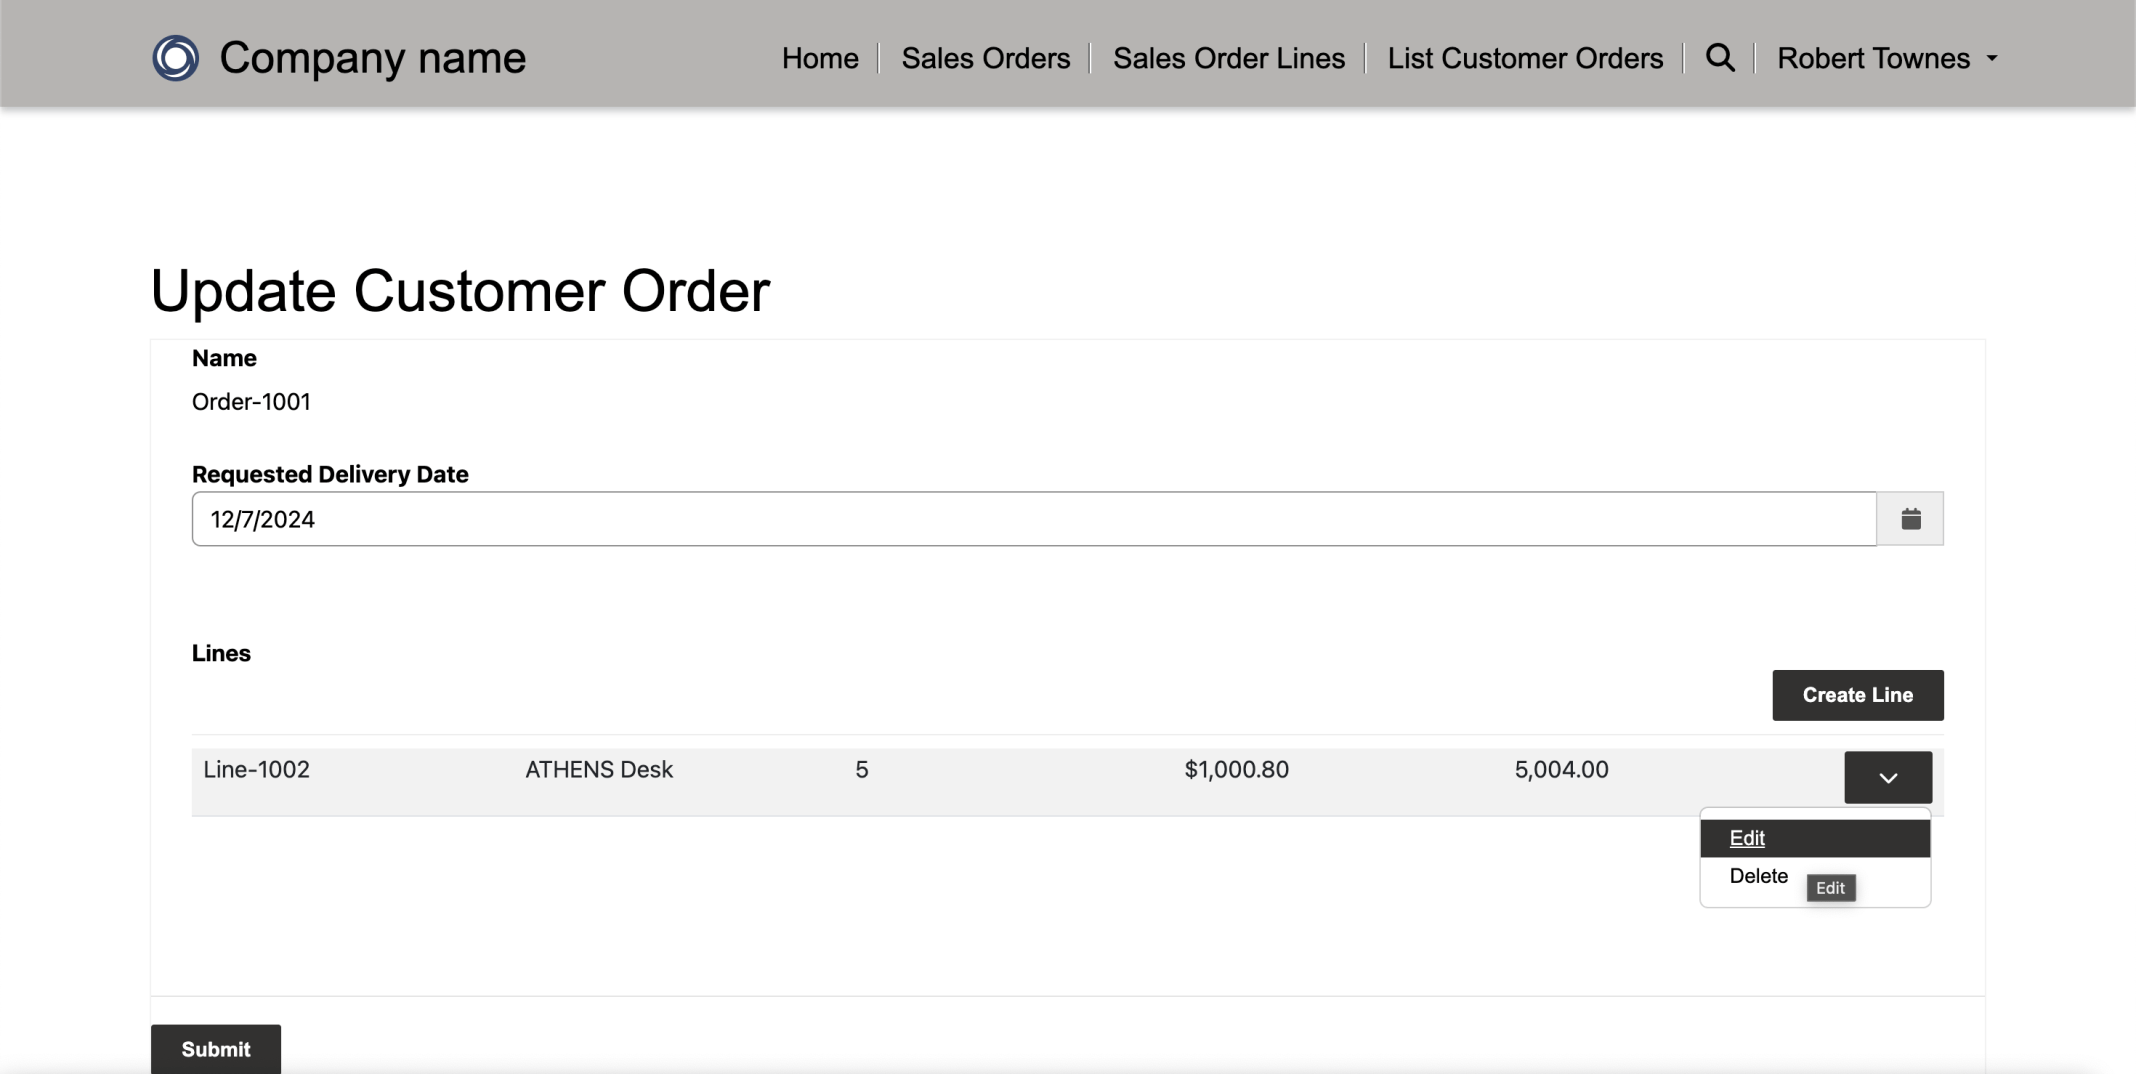 Company name
Home
Sales Orders
Sales Order Lines
List Customer Orders
Robert Townes
Update Customer Order
Name
Order-1001
Requested Delivery Date
12/7/2024
Lines
Create Line
Line-1002 ATHENS Desk 5 $1,000.80 5,004.00
Edit
Delete
Edit
Submit